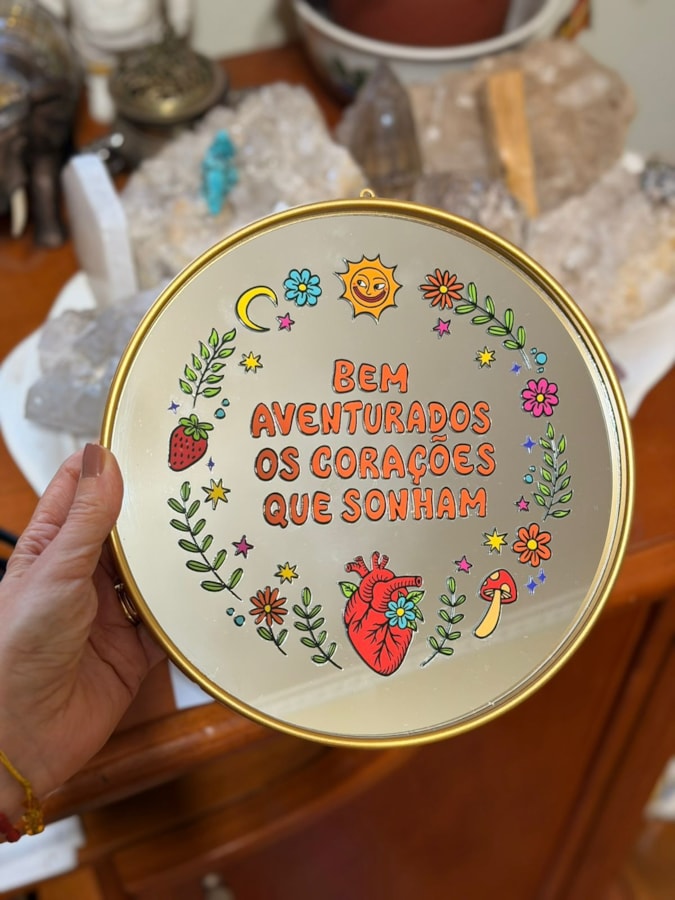 BEM
AVENTURADOS
OS CORAÇÕES
QUE SONHAM